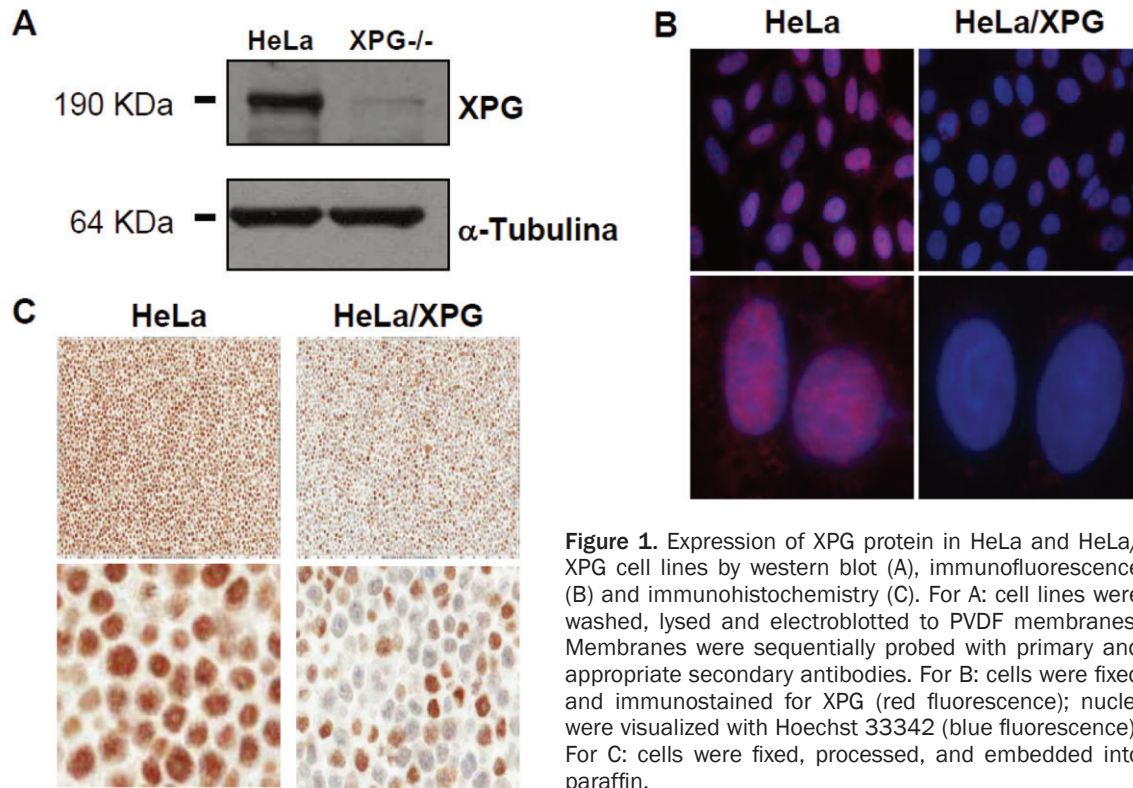 A
HeLa XPG-/-
190 KDa
XPG
64 KDa
α-Tubulina
B
HeLa HeLa/XPG
C
HeLa HeLa/XPG
Figure 1. Expression of XPG protein in HeLa and HeLa/
XPG cell lines by western blot (A), immunofluorescence
(B) and immunohistochemistry (C). For A: cell lines were
washed, lysed and electroblotted to PVDF membranes
Membranes were sequentially probed with primary and
appropriate secondary antibodies. For B: cells were fixed
and immunostained for XPG (red fluorescence); nucle
were visualized with Hoechst 33342 (blue fluorescence)
For C: cells were fixed, processed, and embedded into
paraffin.